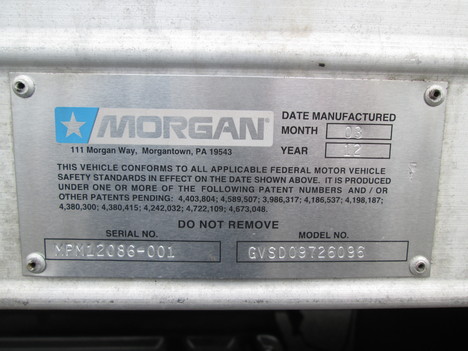 MORGAN
111 Morgan Way, Morgantown, PA 19543
DATE MANUFACTURED
MONTH 03
YEAR 12
THIS VEHICLE CONFORMS TO ALL APPLICABLE FEDERAL MOTOR VEHICLE
SAFETY STANDARDS IN EFFECT ON THE DATE SHOWN ABOVE. IT IS PRODUCED
UNDER ONE OR MORE OF THE FOLLOWING PATENT NUMBERS AND / OR
OTHER PATENTS PENDING: 4,403,804; 4,589,507; 3,986,317; 4,186,537; 4,198,187;
4,380,300; 4,380,415; 4,242,032; 4,722,109; 4,673,048.
DO NOT REMOVE
SERIAL NO. MODEL NO.
MFM12086-001 GVSD09726096